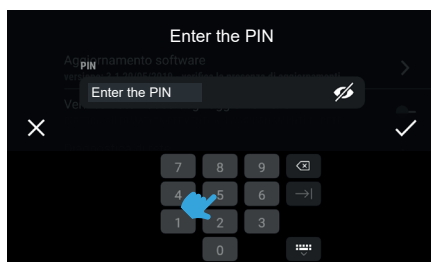 Enter the PIN
Aggiornamento software
PIN
Enter the PIN
7 8 9
4 5 6
1 2 3
0